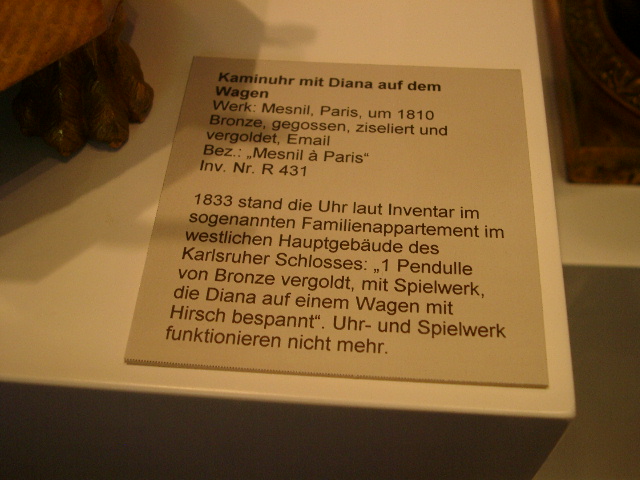 Kaminuhr mit Diana auf dem
Wagen
Werk: Mesnil, Paris, um 1810
Bronze, gegossen, ziseliert und
vergoldet, Email
Bez.: „Mesnil à Paris“
Inv. Nr. R 431
1833 stand die Uhr laut Inventar im
sogenannten Familienappartement im
westlichen Hauptgebäude des
Karlsruher Schlosses: „1 Pendulle
von Bronze vergoldt, mit Spielwerk,
die Diana auf einem Wagen mit
Hirsch bespannt“. Uhr- und Spielwerk
funktionieren nicht mehr.